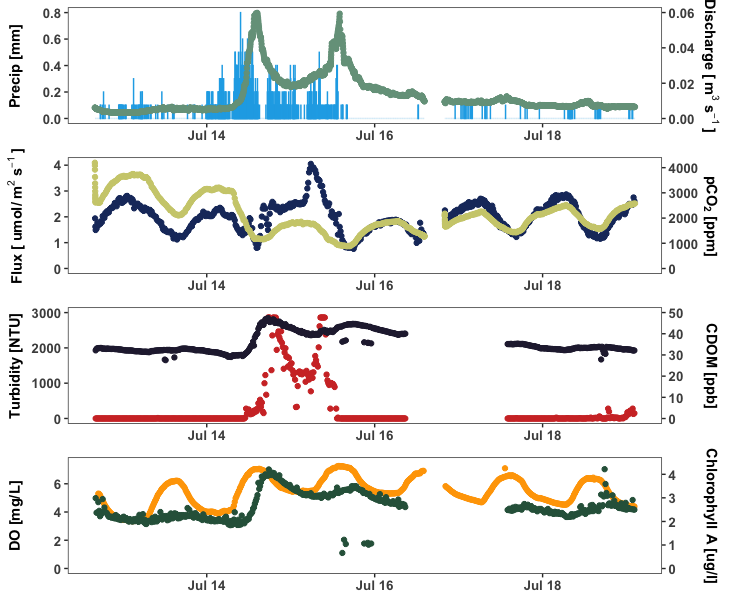 Precip [mm]
0.8
0.6
0.4
0.2
0.0
0.06
0.04
0.02
0.00
Discharge [ m³ s⁻¹ ]
Jul 14
Jul 16
Jul 18
Flux [ umol/ m² s⁻¹ ]
4
3
2
1
0
4000
3000
2000
1000
0
pCO₂ [ppm]
Jul 14
Jul 16
Jul 18
Turbidity [NTU]
3000
2000
1000
0
50
40
30
20
10
0
CDOM [ppb]
Jul 14
Jul 16
Jul 18
DO [mg/L]
6
4
2
0
4
3
2
1
0
Chlorophyll A [ug/l]
Jul 14
Jul 16
Jul 18